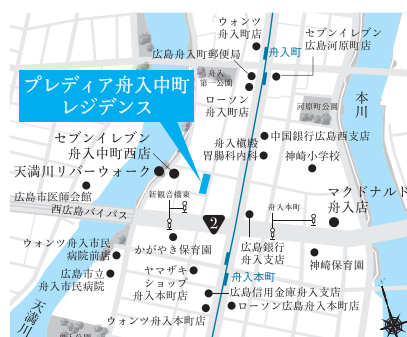 ウォンツ
舟入町店
セブンイレブン
広島河原町店
舟入町
広島舟入町郵便局
舟入
第一公園
プレディア舟入中町
レジデンス
ローソン
舟入町店
河原町公園
本川
セブンイレブン
舟入中町西店
中国銀行広島西支店
舟入槇殿
胃腸科内科
神崎小学校
天満川リバーウォーク
広島市医師会館
新観音橋東
舟入本町
マクドナルド
舟入店
西広島バイパス
2
ウォンツ舟入市民
病院前店
かがやき保育園
広島銀行
舟入支店
神崎保育園
広島市立
舟入市民病院
ヤマザキ
ショップ
舟入本町店
舟入本町
広島信用金庫舟入支店
ローソン広島舟入本町店
ウォンツ舟入本町店
天満川